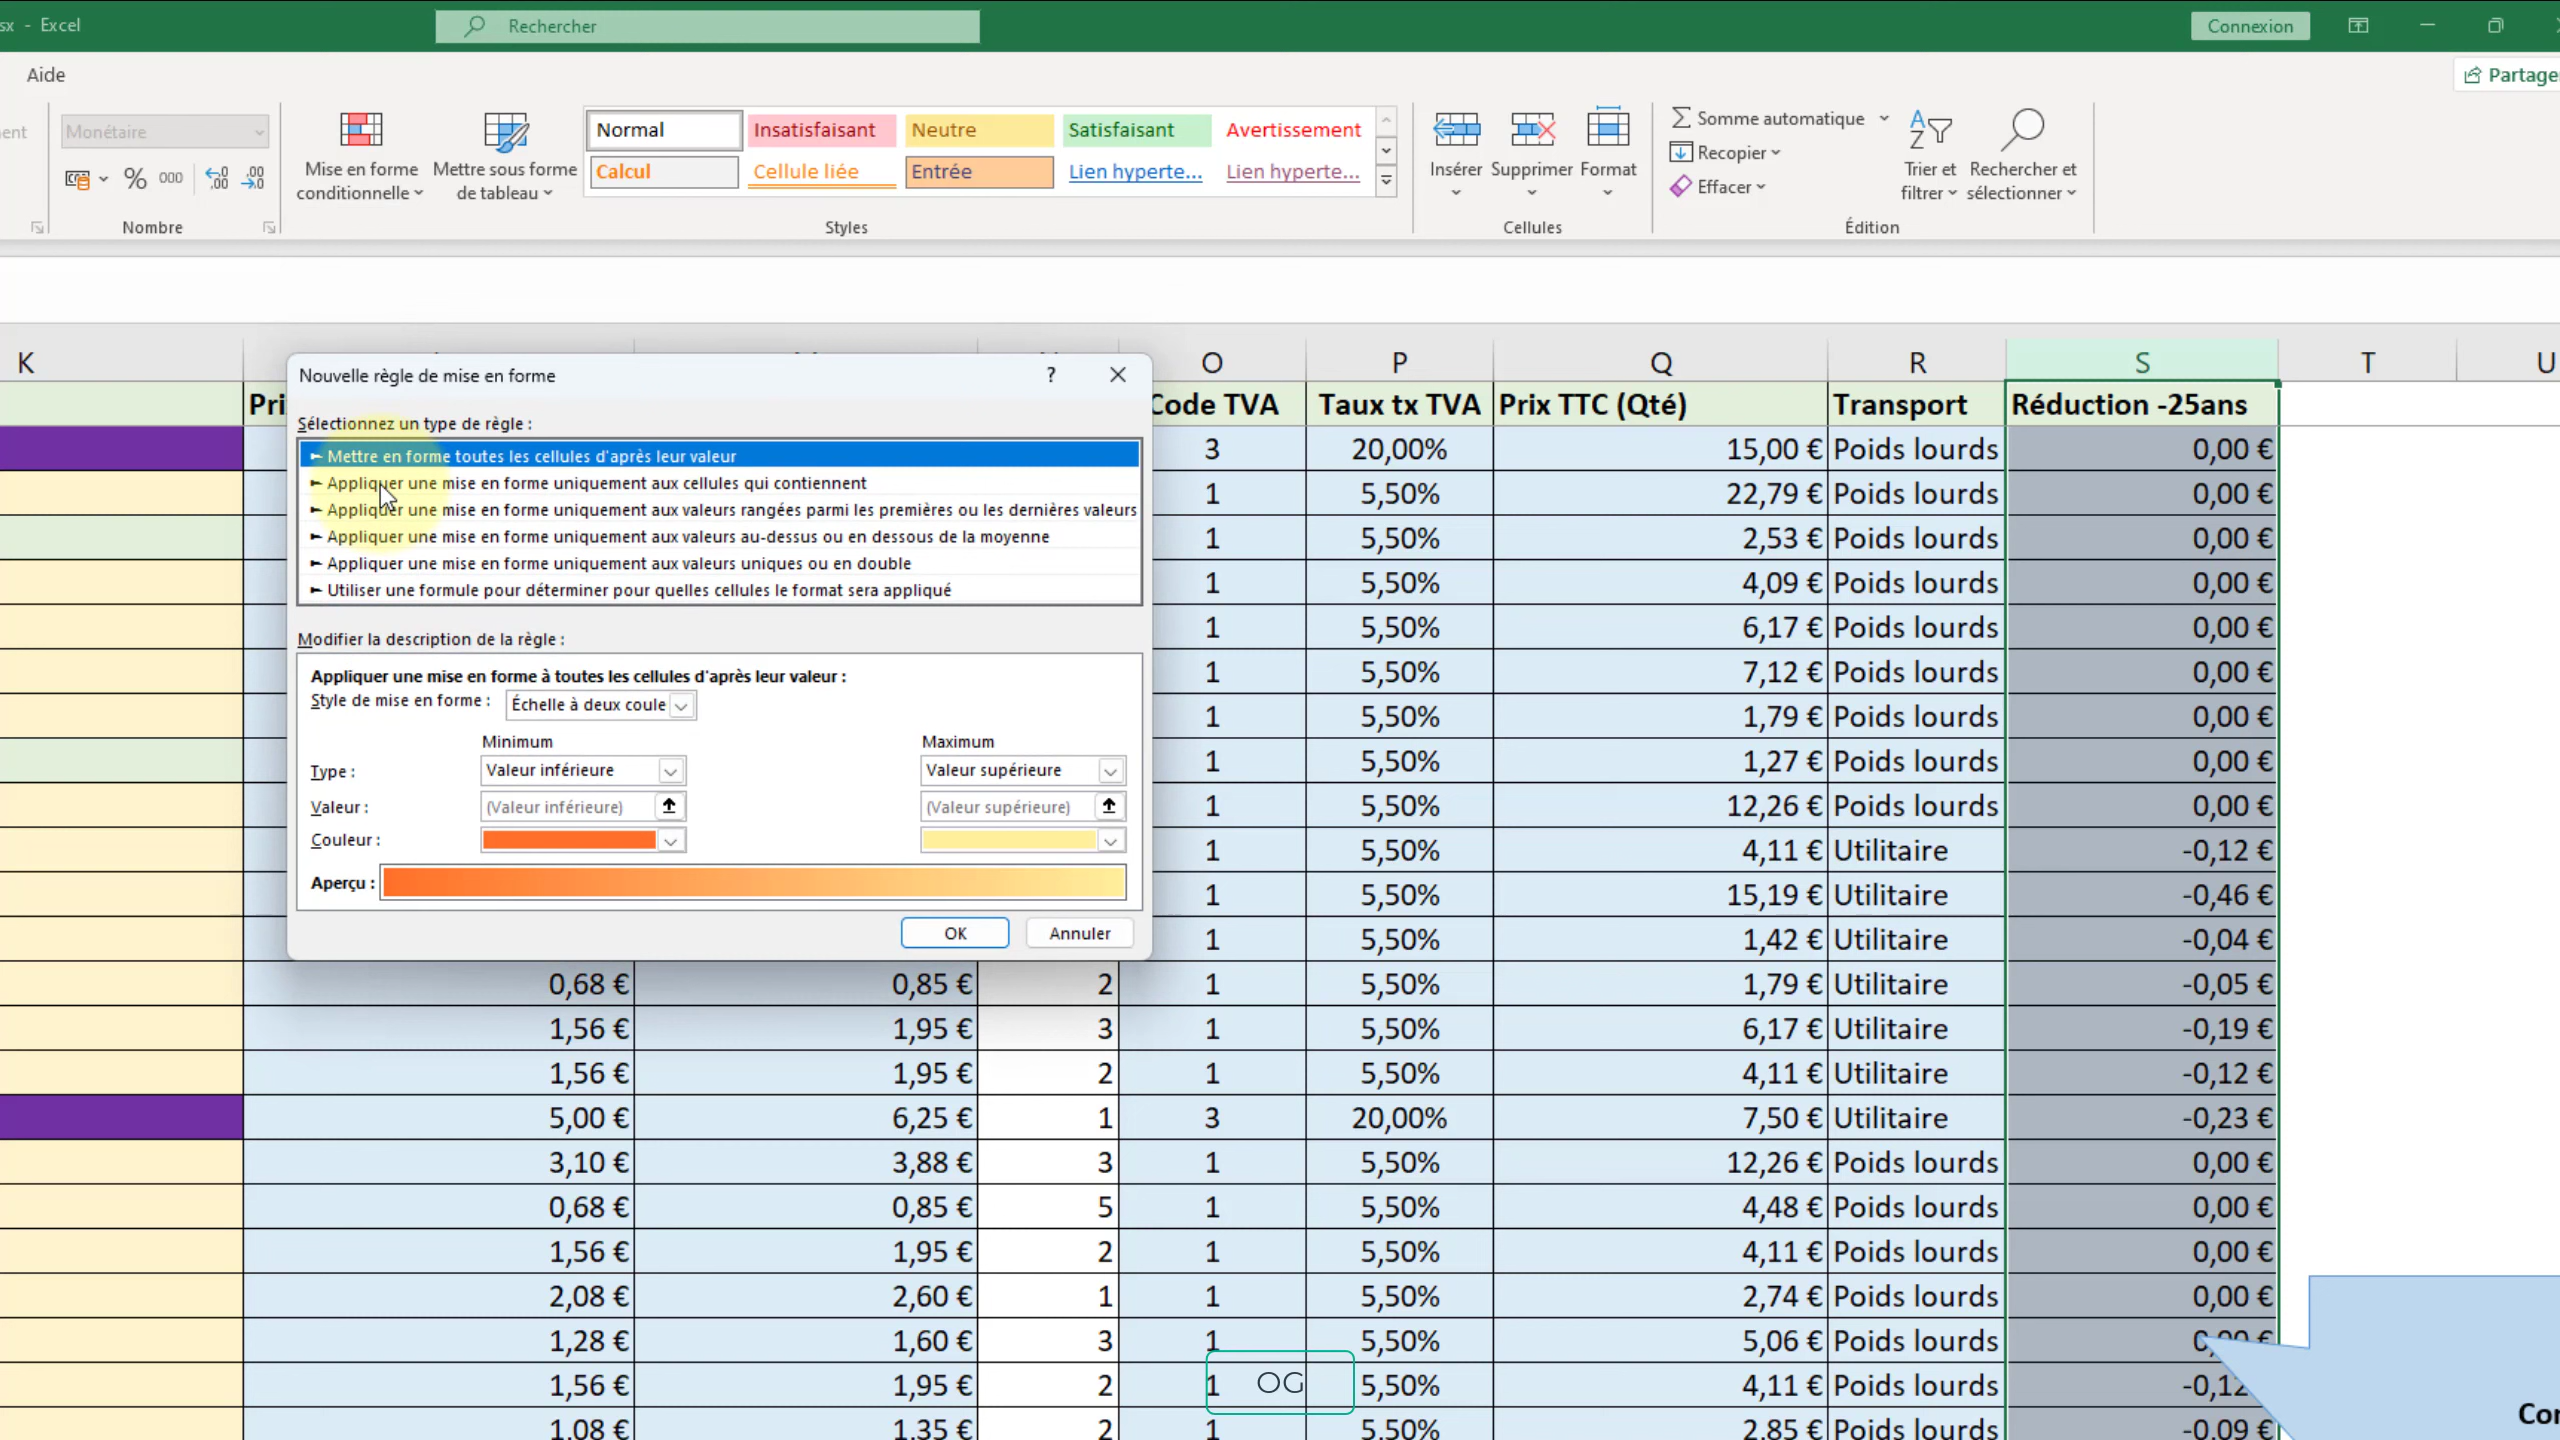 sx - Excel
Rechercher
Connexion
Aide
Partage
Monétaire
% 000
Nombre
Mise en forme
conditionnelle
Mettre sous forme
de tableau
Normal Insatisfaisant Neutre Satisfaisant Avertissement
Calcul Cellule liée Entrée Lien hyperte... Lien hyperte...
Styles
Insérer Supprimer Format
Cellules
Somme automatique
Recopier
Effacer
Trier et
filtrer
Rechercher et
sélectionner
Édition
K O P Q R S T U
Nouvelle règle de mise en forme
Sélectionnez un type de règle :
► Mettre en forme toutes les cellules d'après leur valeur
► Appliquer une mise en forme uniquement aux cellules qui contiennent
► Appliquer une mise en forme uniquement aux valeurs rangées parmi les premières ou les dernières valeurs
► Appliquer une mise en forme uniquement aux valeurs au-dessus ou en dessous de la moyenne
► Appliquer une mise en forme uniquement aux valeurs uniques ou en double
► Utiliser une formule pour déterminer pour quelles cellules le format sera appliqué
Modifier la description de la règle :
Appliquer une mise en forme à toutes les cellules d'après leur valeur :
Style de mise en forme : Échelle à deux coule
Minimum Maximum
Type : Valeur inférieure Valeur supérieure
Valeur : (Valeur inférieure) (Valeur supérieure)
Couleur :
Aperçu :
OK Annuler
Pri Code TVA Taux tx TVA Prix TTC (Qté) Transport Réduction -25ans
3 20,00% 15,00 € Poids lourds 0,00 €
1 5,50% 22,79 € Poids lourds 0,00 €
1 5,50% 2,53 € Poids lourds 0,00 €
1 5,50% 4,09 € Poids lourds 0,00 €
1 5,50% 6,17 € Poids lourds 0,00 €
1 5,50% 7,12 € Poids lourds 0,00 €
1 5,50% 1,79 € Poids lourds 0,00 €
1 5,50% 1,27 € Poids lourds 0,00 €
1 5,50% 12,26 € Poids lourds 0,00 €
1 5,50% 4,11 € Utilitaire -0,12 €
1 5,50% 15,19 € Utilitaire -0,46 €
1 5,50% 1,42 € Utilitaire -0,04 €
0,68 € 0,85 € 2 1 5,50% 1,79 € Utilitaire -0,05 €
1,56 € 1,95 € 3 1 5,50% 6,17 € Utilitaire -0,19 €
1,56 € 1,95 € 2 1 5,50% 4,11 € Utilitaire -0,12 €
5,00 € 6,25 € 1 3 20,00% 7,50 € Utilitaire -0,23 €
3,10 € 3,88 € 3 1 5,50% 12,26 € Poids lourds 0,00 €
0,68 € 0,85 € 5 1 5,50% 4,48 € Poids lourds 0,00 €
1,56 € 1,95 € 2 1 5,50% 4,11 € Poids lourds 0,00 €
2,08 € 2,60 € 1 1 5,50% 2,74 € Poids lourds 0,00 €
1,28 € 1,60 € 3 1 5,50% 5,06 € Poids lourds
1,56 € 1,95 € 2 1 OG 5,50% 4,11 € Poids lourds -0,12
1,08 € 1,35 € 2 1 5,50% 2,85 € Poids lourds -0,09 €
Con